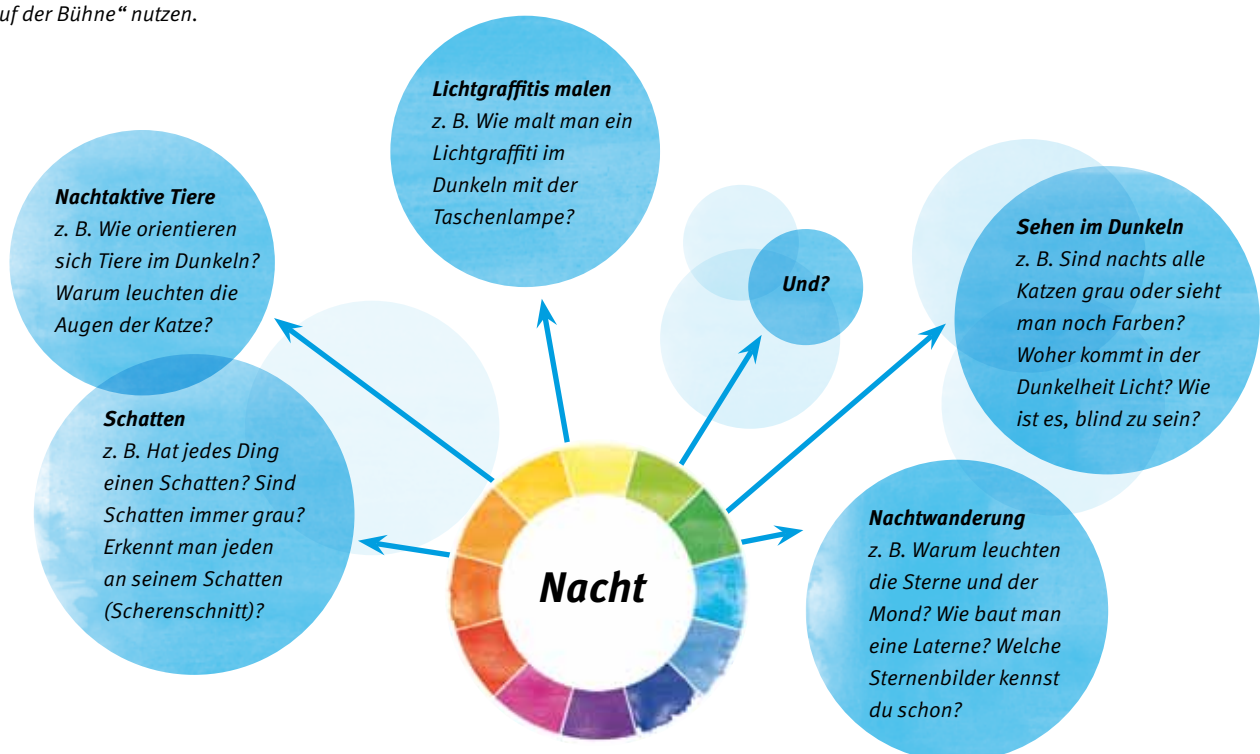 uf der Bühne“ nutzen.
Lichtgraffitis malen
z. B. Wie malt man ein
Lichtgraffiti im
Dunkeln mit der
Taschenlampe?
Nachtaktive Tiere
z. B. Wie orientieren
sich Tiere im Dunkeln?
Warum leuchten die
Augen der Katze?
Und?
Sehen im Dunkeln
z. B. Sind nachts alle
Katzen grau oder sieht
man noch Farben?
Woher kommt in der
Dunkelheit Licht? Wie
ist es, blind zu sein?
Schatten
z. B. Hat jedes Ding
einen Schatten? Sind
Schatten immer grau?
Erkennt man jeden
an seinem Schatten
(Scherenschnitt)?
Nacht
Nachtwanderung
z. B. Warum leuchten
die Sterne und der
Mond? Wie baut man
eine Laterne? Welche
Sternenbilder kennst
du schon?